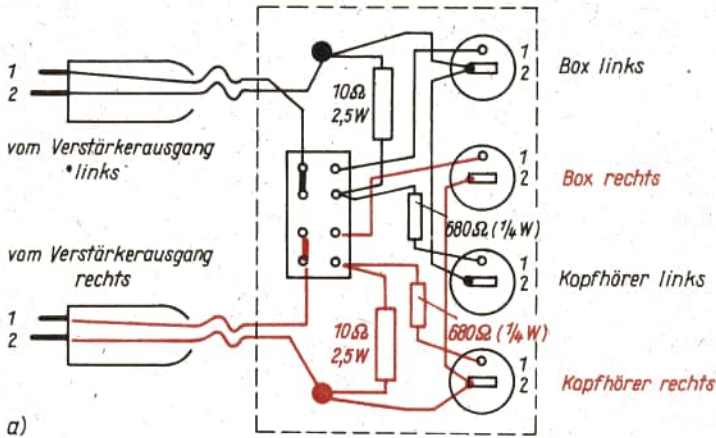 1
2
vom Verstärkerausgang
links
vom Verstärkerausgang
rechts
1
2
10Ω
2,5W
680Ω (¼W)
10Ω
2,5W
680Ω (¼W)
1
2
Box links
1
2
Box rechts
1
2
Kopfhörer links
1
2
Kopfhörer rechts
a)